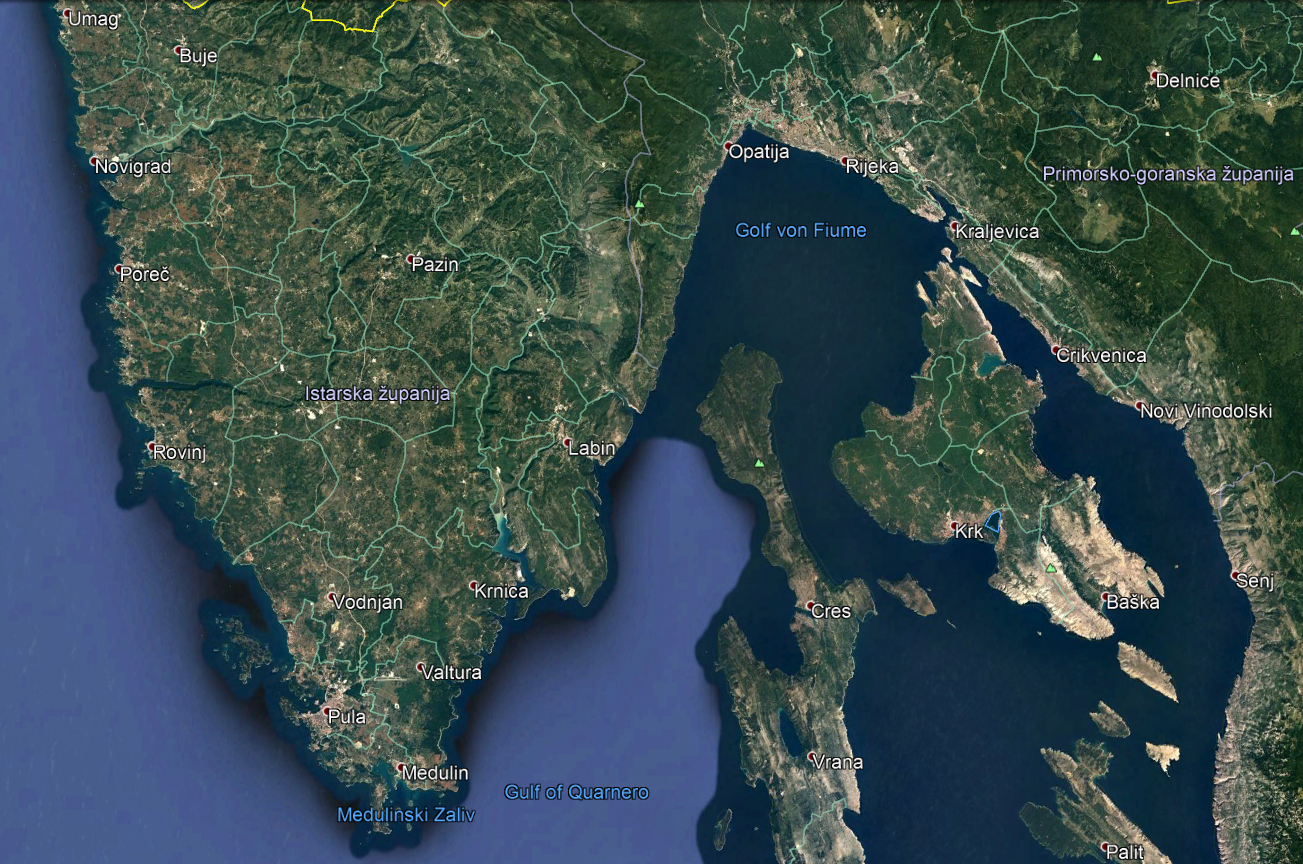 Umag
Buje
Delnice
Opatija
Novigrad
Rijeka
Primorsko-goranska županija
Golf von Fiume
Kraljevica
Pazin
Poreč
Crikvenica
Istarska županija
Novi Vinodolski
Labin
Rovinj
Krk
Senj
Krnica
Vodnjan
Baška
Cres
Valtura
Pula
Vrana
Medulin
Gulf of Quarnero
Medulinski Zaliv
Palit